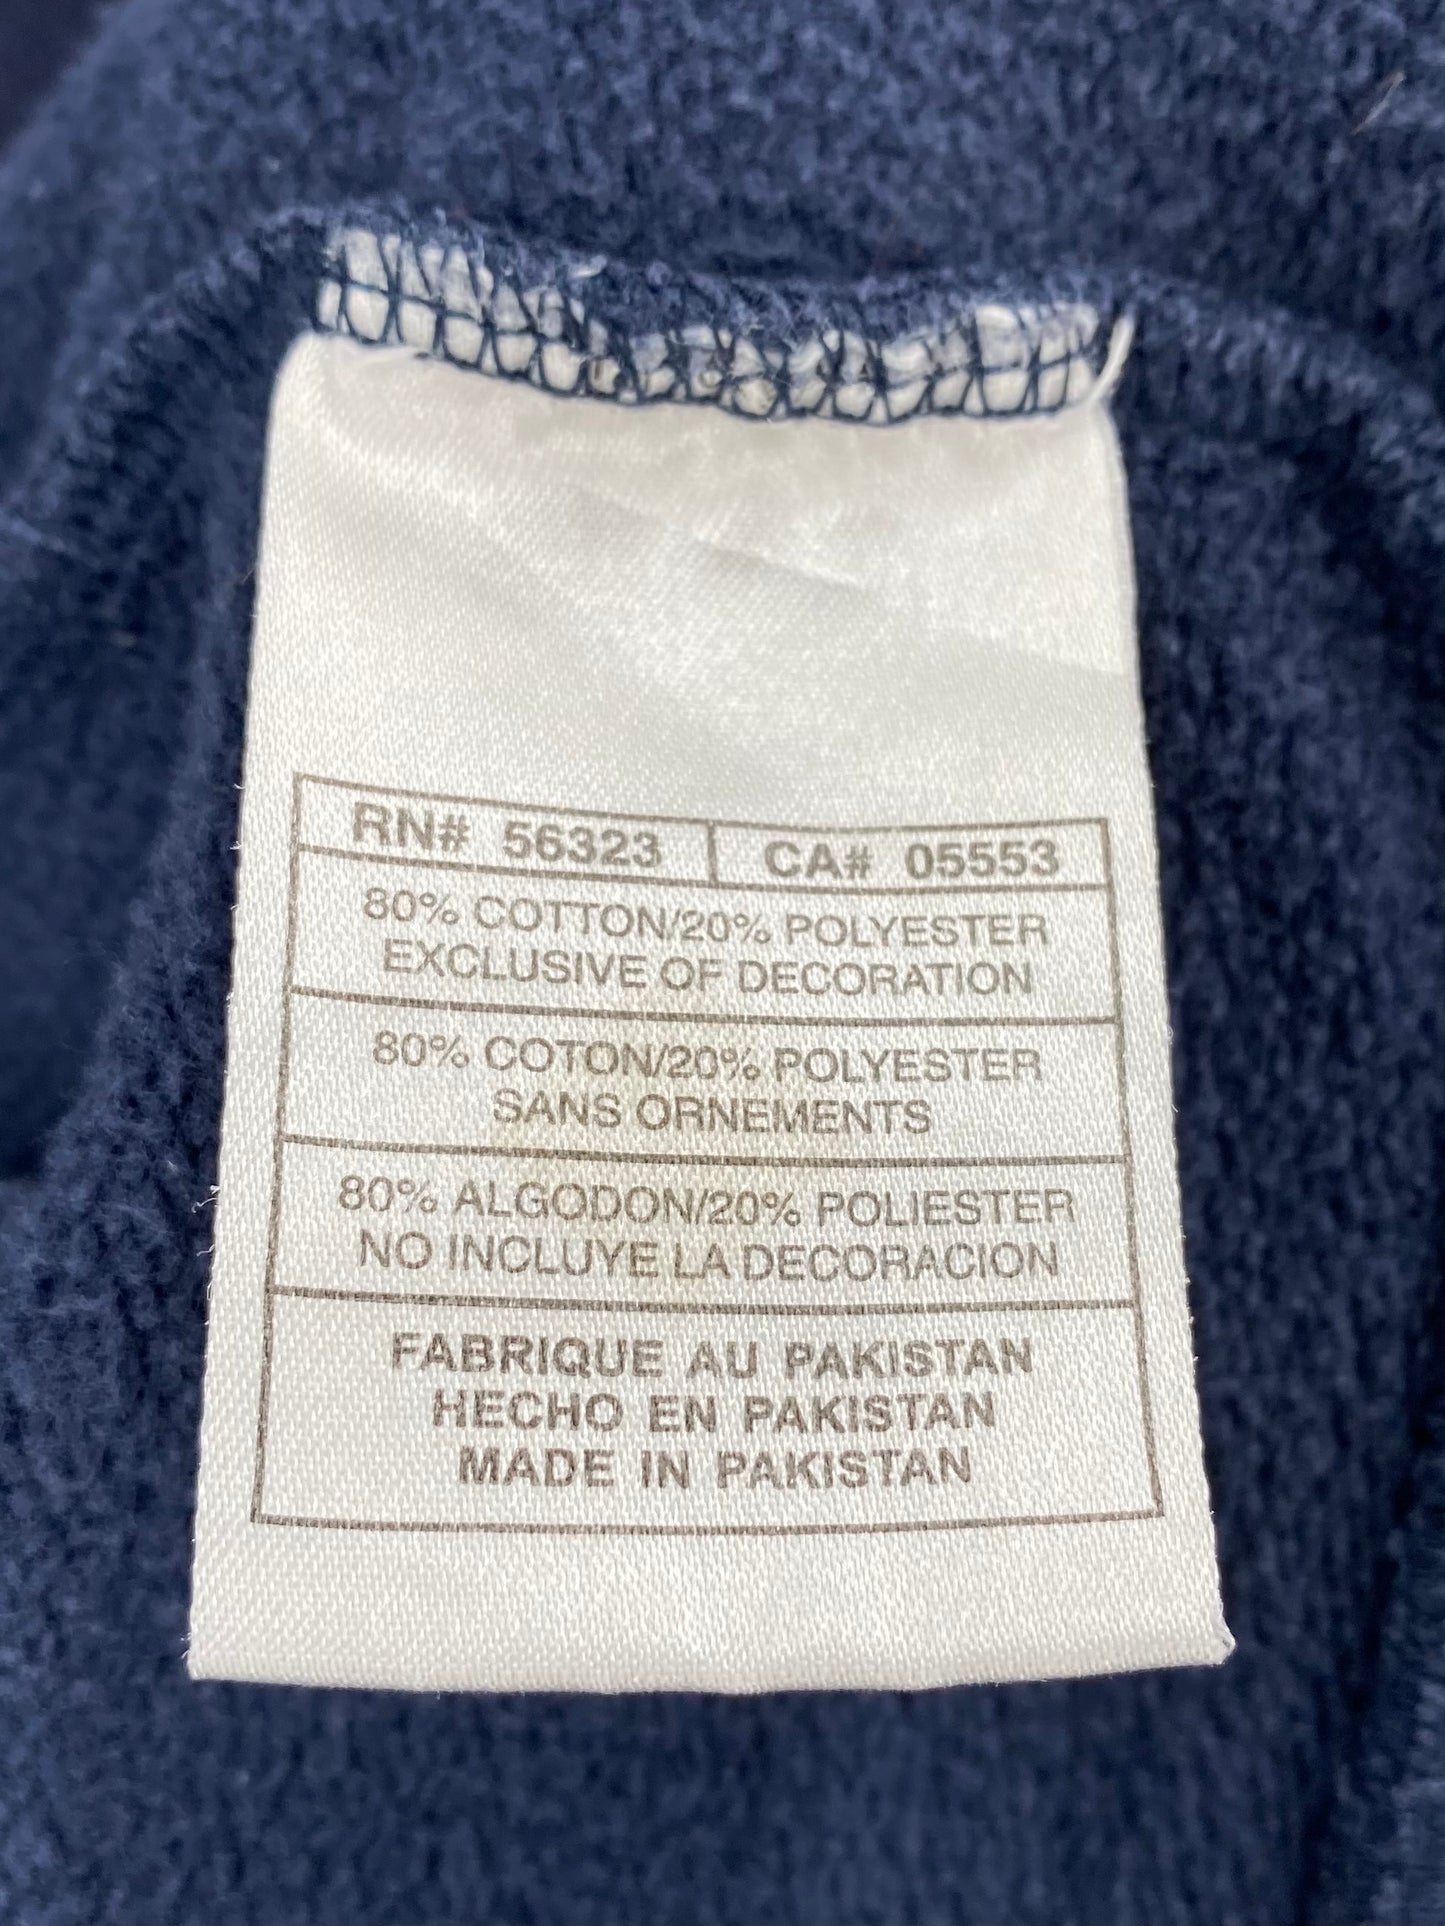 RN# 56323 CA# 05553
80% COTTON/20% POLYESTER
EXCLUSIVE OF DECORATION
80% COTON/20% POLYESTER
SANS ORNEMENTS
80% ALGODON/20% POLIESTER
NO INCLUYE LA DECORACION
FABRIQUE AU PAKISTAN
HECHO EN PAKISTAN
MADE IN PAKISTAN